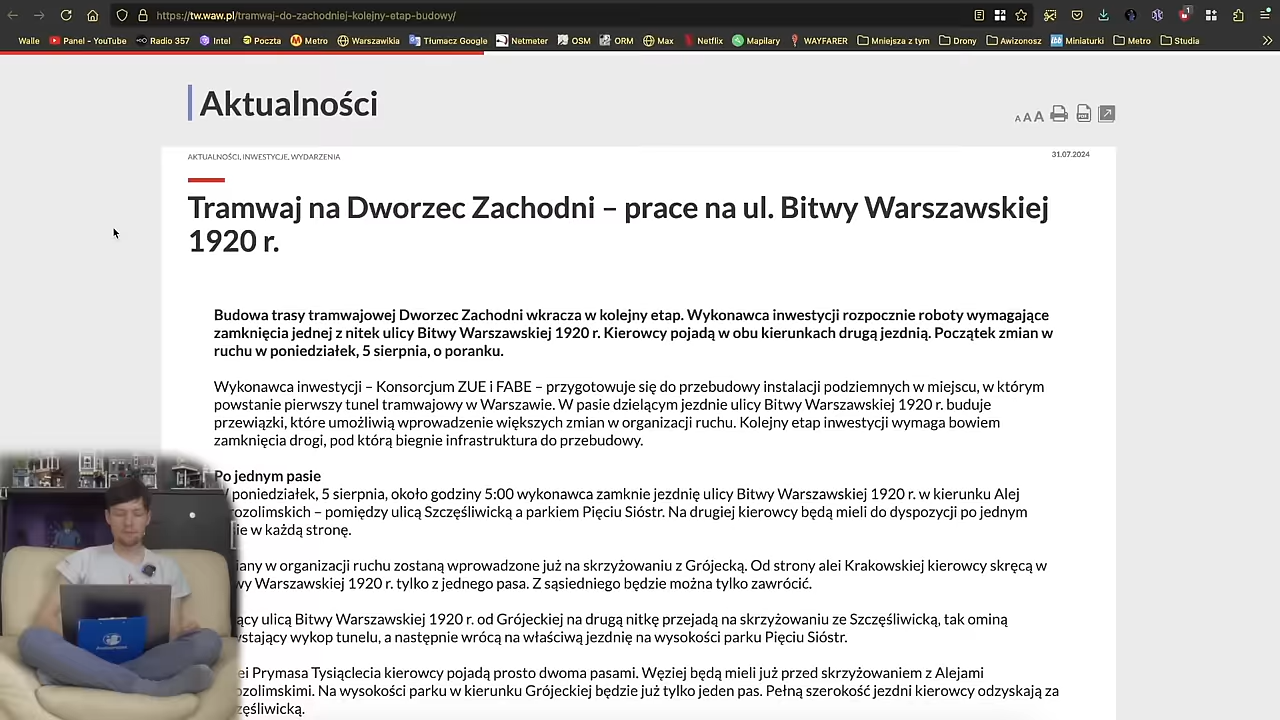 https://tw.waw.pl/tramwaj-do-zachodniej-kolejny-etap-budowy/
Walle Panel - YouTube Radio 357 Intel Poczta Metro Warszawikia Tłumacz Google Netmeter OSM ORM Max Netflix Mapilary WAYFARER Mniejsza z tym Drony Awizonosz Miniaturki Metro Studia
Aktualności
A A A
AKTUALNOŚCI, INWESTYCJE, WYDARZENIA
31.07.2024
Tramwaj na Dworzec Zachodni – prace na ul. Bitwy Warszawskiej
1920 r.
Budowa trasy tramwajowej Dworzec Zachodni wkracza w kolejny etap. Wykonawca inwestycji rozpocznie roboty wymagające
zamknięcia jednej z nitek ulicy Bitwy Warszawskiej 1920 r. Kierowcy pojadą w obu kierunkach drugą jezdnią. Początek zmian w
ruchu w poniedziałek, 5 sierpnia, o poranku.
Wykonawca inwestycji – Konsorcjum ZUE i FABE – przygotowuje się do przebudowy instalacji podziemnych w miejscu, w którym
powstanie pierwszy tunel tramwajowy w Warszawie. W pasie dzielącym jezdnie ulicy Bitwy Warszawskiej 1920 r. buduje
przewiązki, które umożliwią wprowadzenie większych zmian w organizacji ruchu. Kolejny etap inwestycji wymaga bowiem
zamknięcia drogi, pod którą biegnie infrastruktura do przebudowy.
Po jednym pasie
poniedziałek, 5 sierpnia, około godziny 5:00 wykonawca zamknie jezdnię ulicy Bitwy Warszawskiej 1920 r. w kierunku Alej
ozolimskich – pomiędzy ulicą Szczęśliwicką a parkiem Pięciu Sióstr. Na drugiej kierowcy będą mieli do dyspozycji po jednym
ie w każdą stronę.
iany w organizacji ruchu zostaną wprowadzone już na skrzyżowaniu z Grójecką. Od strony alei Krakowskiej kierowcy skręcą w
wy Warszawskiej 1920 r. tylko z jednego pasa. Z sąsiedniego będzie można tylko zawrócić.
ący ulicą Bitwy Warszawskiej 1920 r. od Grójeckiej na drugą nitkę przejadą na skrzyżowaniu ze Szczęśliwicką, tak ominą
wstający wykop tunelu, a następnie wrócą na właściwą jezdnię na wysokości parku Pięciu Sióstr.
ei Prymasa Tysiąclecia kierowcy pojadą prosto dwoma pasami. Węziej będą mieli już przed skrzyżowaniem z Alejami
ozolimskimi. Na wysokości parku w kierunku Grójeckiej będzie już tylko jeden pas. Pełną szerokość jezdni kierowcy odzyskają za
zęśliwicką.